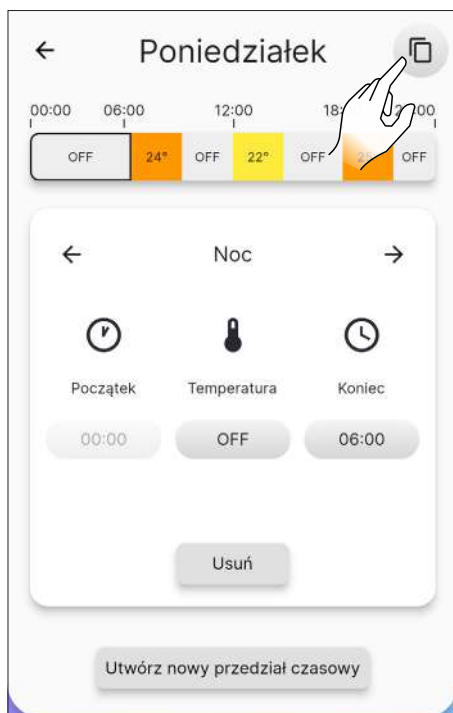 Poniedziałek
00:00 06:00 12:00 18:
OFF 24° OFF 22° OFF OFF
Noc
Początek Temperatura Koniec
00:00 OFF 06:00
Usuń
Utwórz nowy przedział czasowy